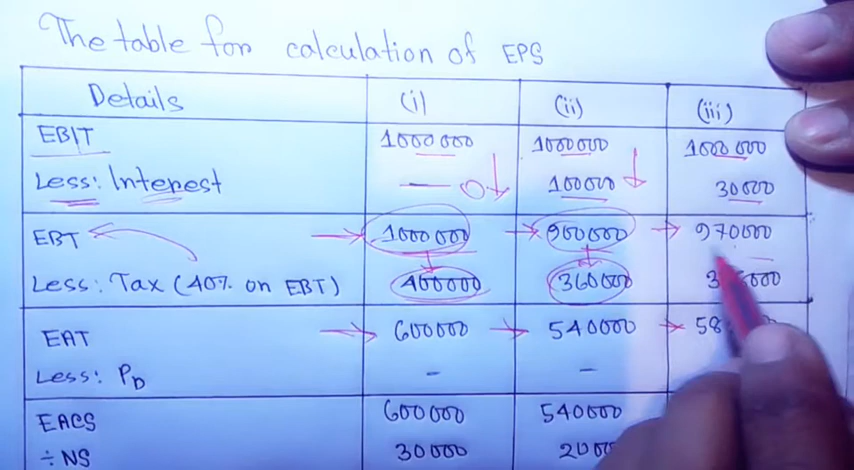 The table for calculation of EPS
Details (i) (ii) (iii)
EBIT 1000000 1000000 1000000
Less: Interest — 0 100000 30000
EBT 1000000 900000 970000
Less: Tax (40% on EBT) 400000 360000
EAT 600000 540000
Less: PD - -
EACS 600000 540000
÷ NS 30000